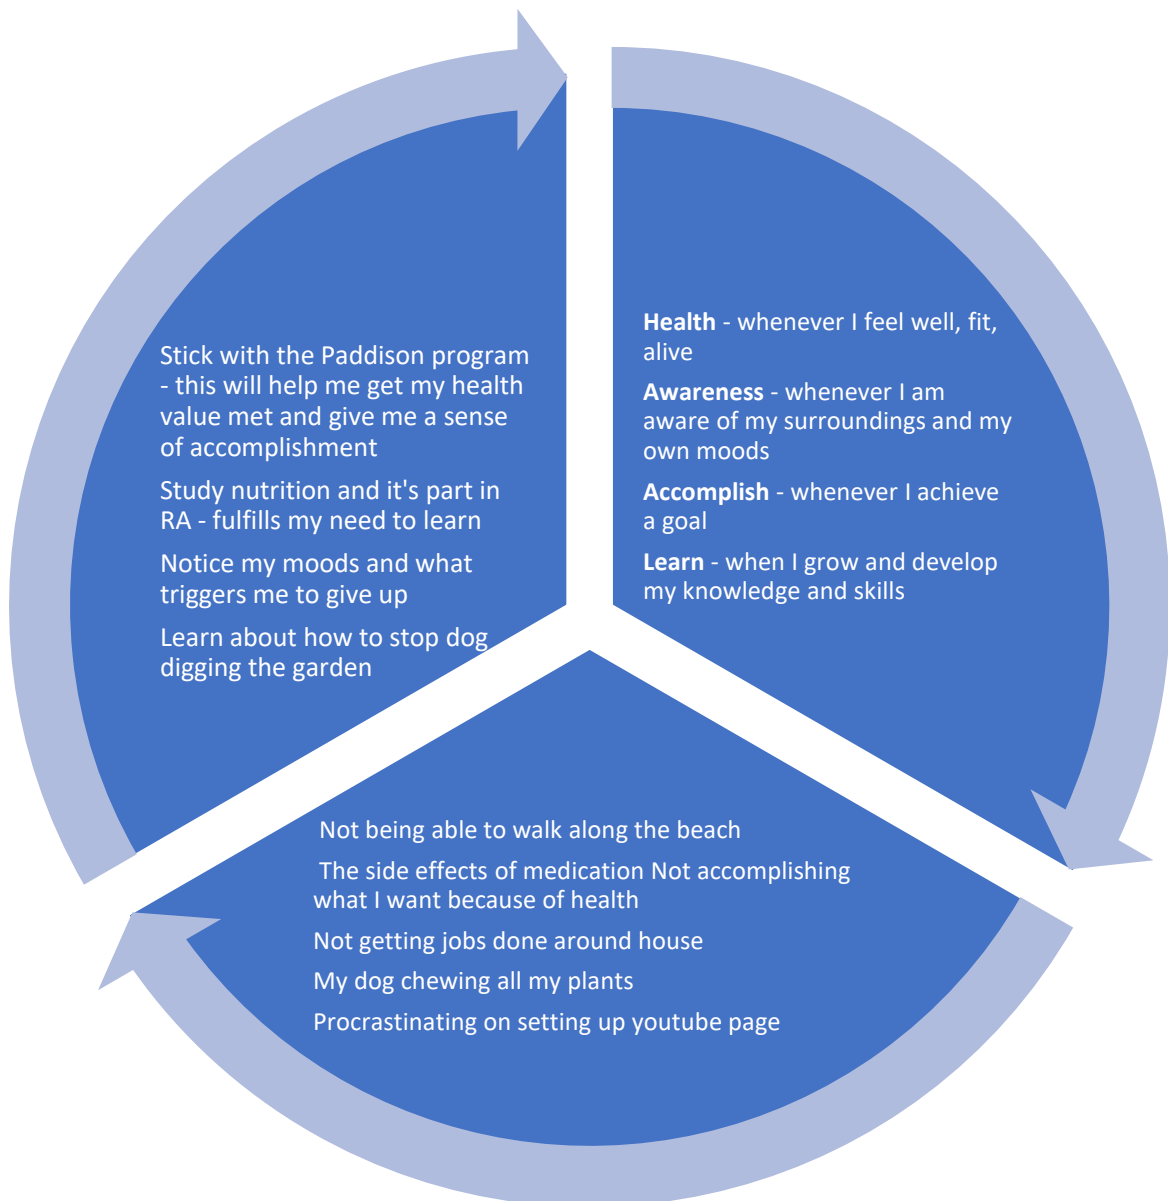 Stick with the Paddison program
- this will help me get my health
value met and give me a sense
of accomplishment
Study nutrition and it's part in
RA - fulfills my need to learn
Notice my moods and what
triggers me to give up
Learn about how to stop dog
digging the garden
Health - whenever I feel well, fit,
alive
Awareness - whenever I am
aware of my surroundings and my
own moods
Accomplish - whenever I achieve
a goal
Learn - when I grow and develop
my knowledge and skills
Not being able to walk along the beach
The side effects of medication Not accomplishing
what I want because of health
Not getting jobs done around house
My dog chewing all my plants
Procrastinating on setting up youtube page